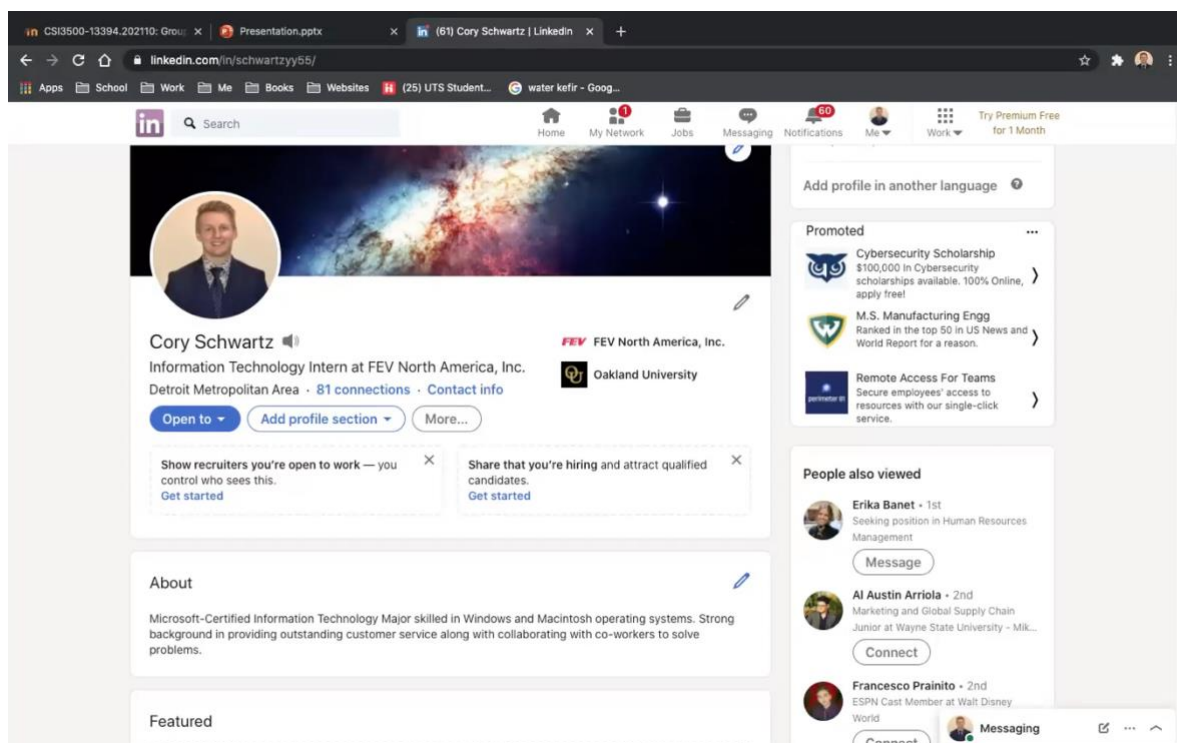 CSI3500-13394.202110: Grou
Presentation.pptx
(61) Cory Schwartz | LinkedIn
linkedin.com/in/schwartzyy55/
Apps School Work Me Books Websites (25) UTS Student... water kefir - Goog...
in Search
1
60
Home My Network Jobs Messaging Notifications Me Work
Try Premium Free
for 1 Month
Cory Schwartz
Information Technology Intern at FEV North America, Inc.
Detroit Metropolitan Area · 81 connections · Contact info
FEV FEV North America, Inc.
Oakland University
Open to Add profile section More...
Show recruiters you're open to work — you
control who sees this.
Get started
Share that you're hiring and attract qualified
candidates.
Get started
About
Microsoft-Certified Information Technology Major skilled in Windows and Macintosh operating systems. Strong
background in providing outstanding customer service along with collaborating with co-workers to solve
problems.
Featured
Add profile in another language
Promoted
Cybersecurity Scholarship
$100,000 in Cybersecurity
scholarships available. 100% Online,
apply free!
M.S. Manufacturing Engg
Ranked in the top 50 in US News and
World Report for a reason.
perimeter 81
Remote Access For Teams
Secure employees' access to
resources with our single-click
service.
People also viewed
Erika Banet • 1st
Seeking position in Human Resources
Management
Message
Al Austin Arriola • 2nd
Marketing and Global Supply Chain
Junior at Wayne State University - Mik...
Connect
Francesco Prainito • 2nd
ESPN Cast Member at Walt Disney
World
Connect
Messaging